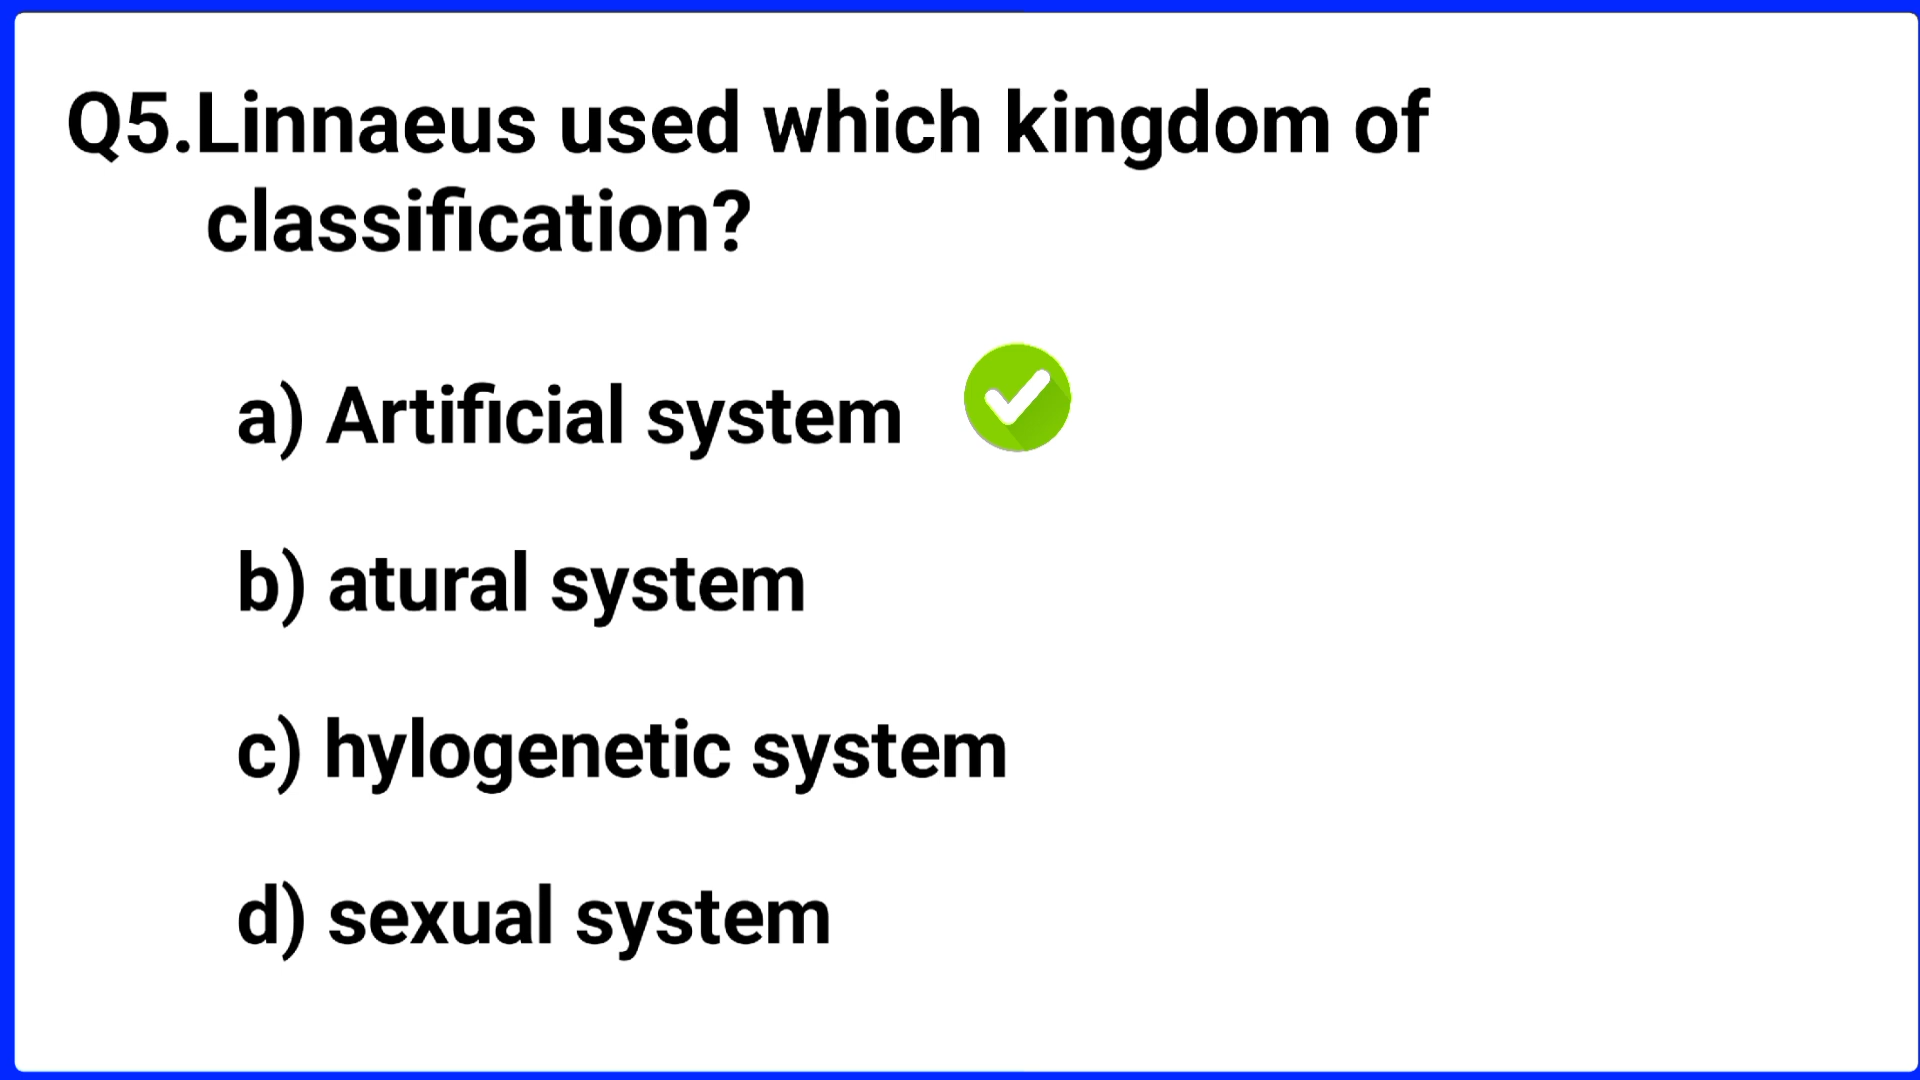 Q5.Linnaeus used which kingdom of
classification?
a) Artificial system
b) atural system
c) hylogenetic system
d) sexual system